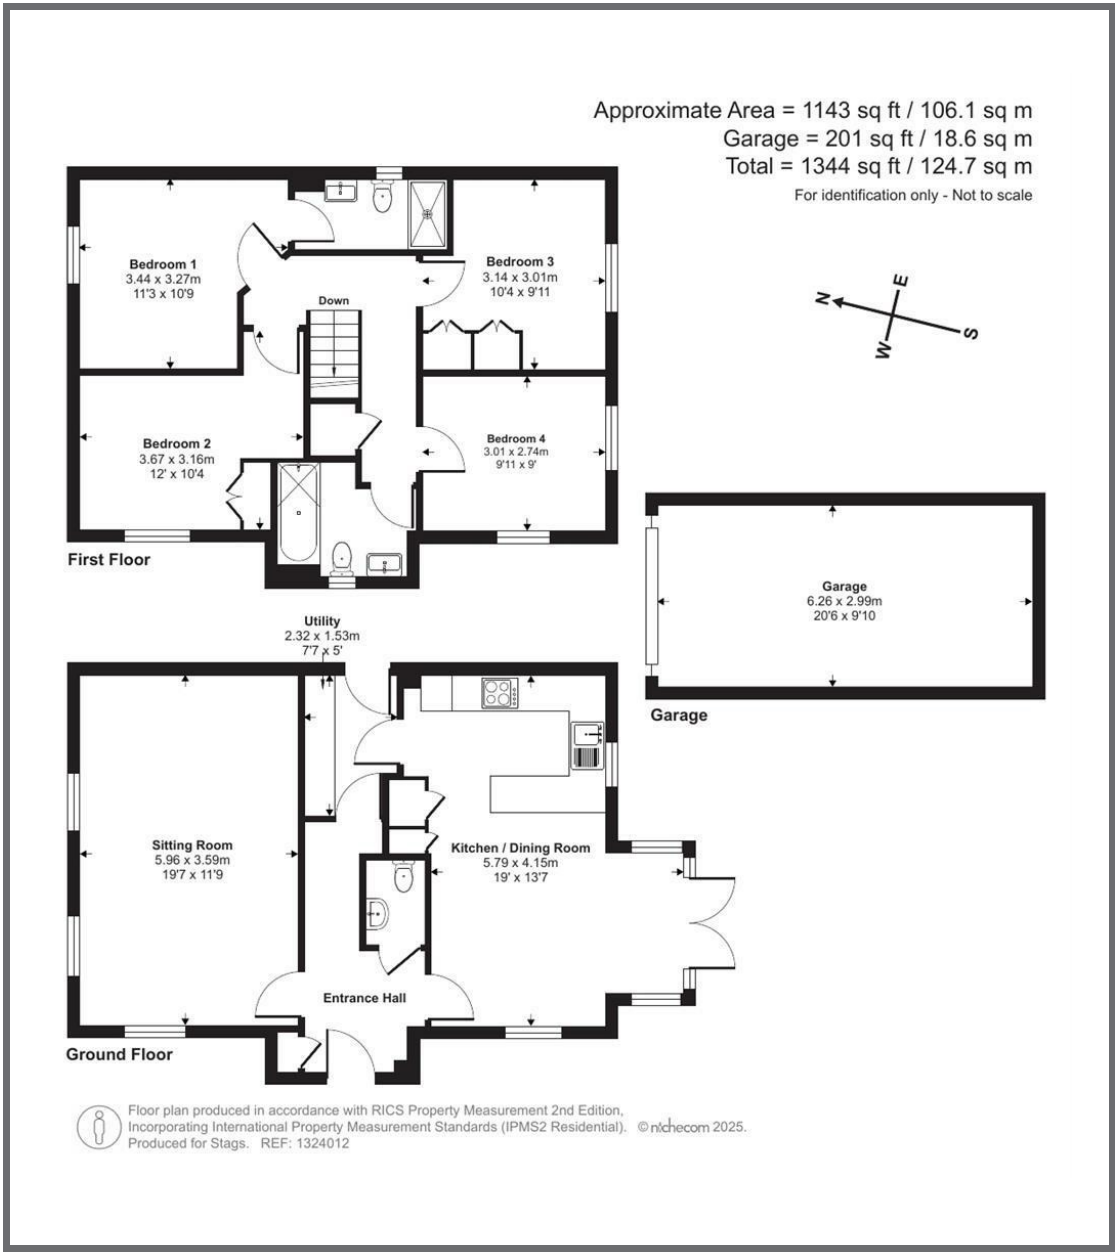 Approximate Area = 1143 sq ft / 106.1 sq m
Garage = 201 sq ft / 18.6 sq m
Total = 1344 sq ft / 124.7 sq m
For identification only - Not to scale
Bedroom 1
3.44 x 3.27m
11'3 x 10'9
Bedroom 3
3.14 x 3.01m
10'4 x 9'11
Down
N
E
S
W
Bedroom 2
3.67 x 3.16m
12' x 10'4
Bedroom 4
3.01 x 2.74m
9'11 x 9'
First Floor
Garage
6.26 x 2.99m
20'6 x 9'10
Garage
Utility
2.32 x 1.53m
7'7 x 5'
Sitting Room
5.96 x 3.59m
19'7 x 11'9
Kitchen / Dining Room
5.79 x 4.15m
19' x 13'7
Entrance Hall
Ground Floor
Floor plan produced in accordance with RICS Property Measurement 2nd Edition,
Incorporating International Property Measurement Standards (IPMS2 Residential). © nichecom 2025.
Produced for Stags. REF: 1324012